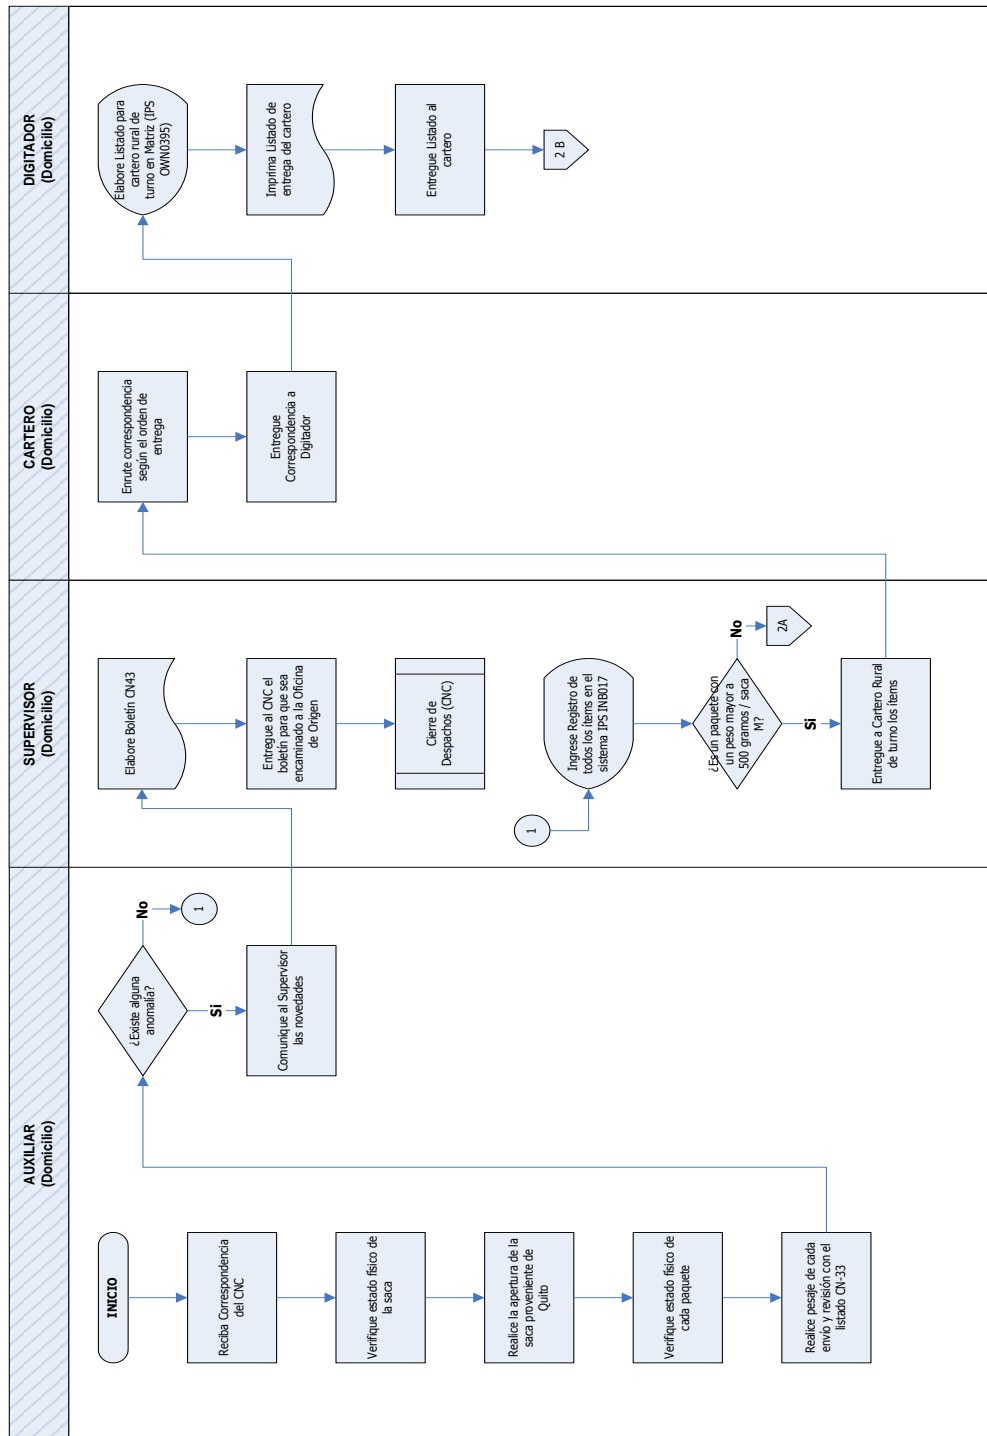 AUXILIAR
(Domicilio)
SUPERVISOR
(Domicilio)
CARTERO
(Domicilio)
DIGITADOR
(Domicilio)
INICIO
Reciba Correspondencia
del CNC
Verifique estado físico de
la saca
Realice la apertura de la
saca proveniente de
Quito
Verifique estado físico de
cada paquete
Realice pesaje de cada
envío y revisión con el
listado CN-33
¿Existe alguna
anomalía?
No
1
Si
Comunique al Supervisor
las novedades
Elabore Boletín CN43
Entregue al CNC el
boletín para que sea
encaminado a la Oficina
de Origen
Cierre de
Despachos (CNC)
1
Ingrese Registro de
todos los ítems en el
sistema IPS INB017
¿Es un paquete con
un peso mayor a
500 gramos / saca
M?
No
2A
Si
Entregue a Cartero Rural
de turno los ítems
Enrute correspondencia
según el orden de
entrega
Entregue
Correspondencia a
Digitador
Elabore Listado para
cartero rural de
turno en Matriz (IPS
OWN0395)
Imprima Listado de
entrega del cartero
Entregue Listado al
cartero
2 B